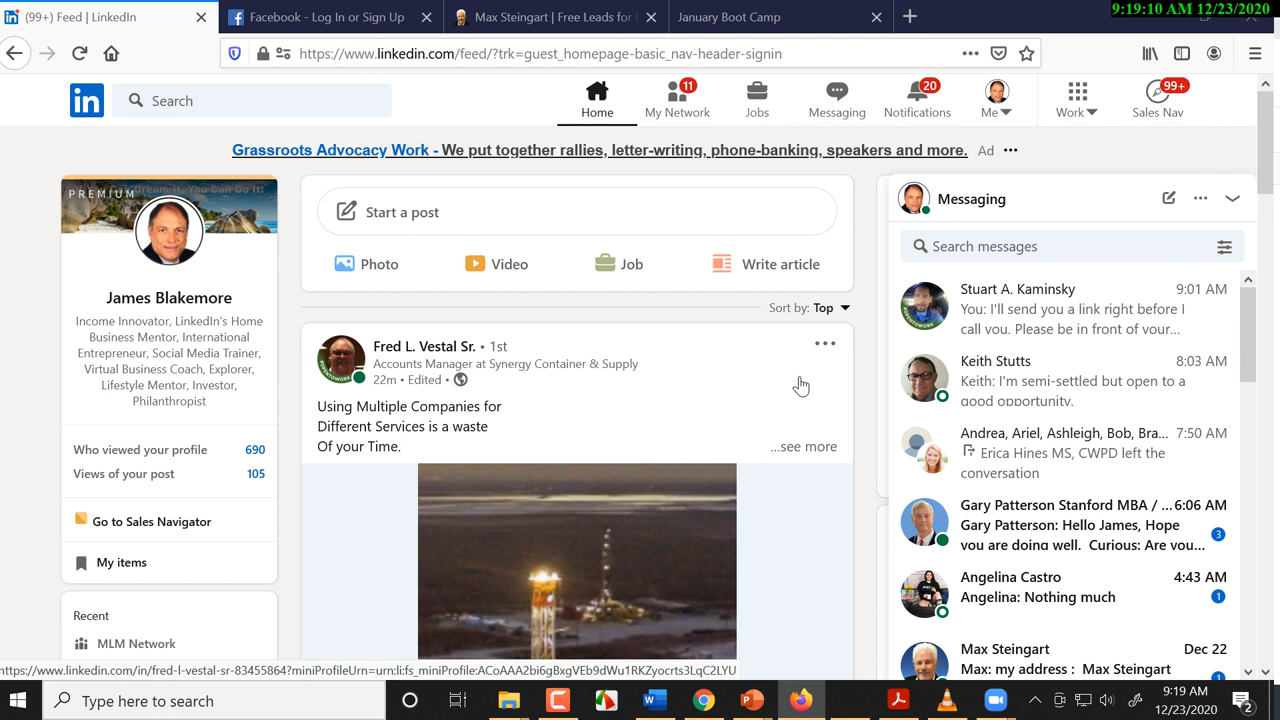 9:19:10 AM 12/23/2020
(99+) Feed | LinkedIn
Facebook - Log In or Sign Up
Max Steingart | Free Leads for
January Boot Camp
https://www.linkedin.com/feed/?trk=guest_homepage-basic_nav-header-signin
in
Search
Home
11
My Network
Jobs
Messaging
20
Notifications
Me
Work
99+
Sales Nav
Grassroots Advocacy Work - We put together rallies, letter-writing, phone-banking, speakers and more. Ad
PREMIUM
Dream It, You Can Do It!
James Blakemore
Income Innovator, LinkedIn's Home
Business Mentor, International
Entrepreneur, Social Media Trainer,
Virtual Business Coach, Explorer,
Lifestyle Mentor, Investor,
Philanthropist
Who viewed your profile 690
Views of your post 105
Go to Sales Navigator
My items
Recent
MLM Network
Start a post
Photo
Video
Job
Write article
Sort by: Top
Fred L. Vestal Sr. • 1st
Accounts Manager at Synergy Container & Supply
22m • Edited •
Using Multiple Companies for
Different Services is a waste
Of your Time.
...see more
Messaging
Search messages
Stuart A. Kaminsky 9:01 AM
You: I'll send you a link right before I
call you. Please be in front of your...
Keith Stutts 8:03 AM
Keith: I'm semi-settled but open to a
good opportunity.
Andrea, Ariel, Ashleigh, Bob, Bra... 7:50 AM
Erica Hines MS, CWPD left the
conversation
Gary Patterson Stanford MBA / ... 6:06 AM
Gary Patterson: Hello James, Hope
you are doing well. Curious: Are you...
3
Angelina Castro 4:43 AM
Angelina: Nothing much
1
Max Steingart Dec 22
Max: my address : Max Steingart
1
https://www.linkedin.com/in/fred-l-vestal-sr-83455864?miniProfileUrn=urn:li:fs_miniProfile:ACoAAA2bi6gBxgVEb9dWu1RKZyocrts3LqC2LYU
Type here to search
9:19 AM
12/23/2020
2